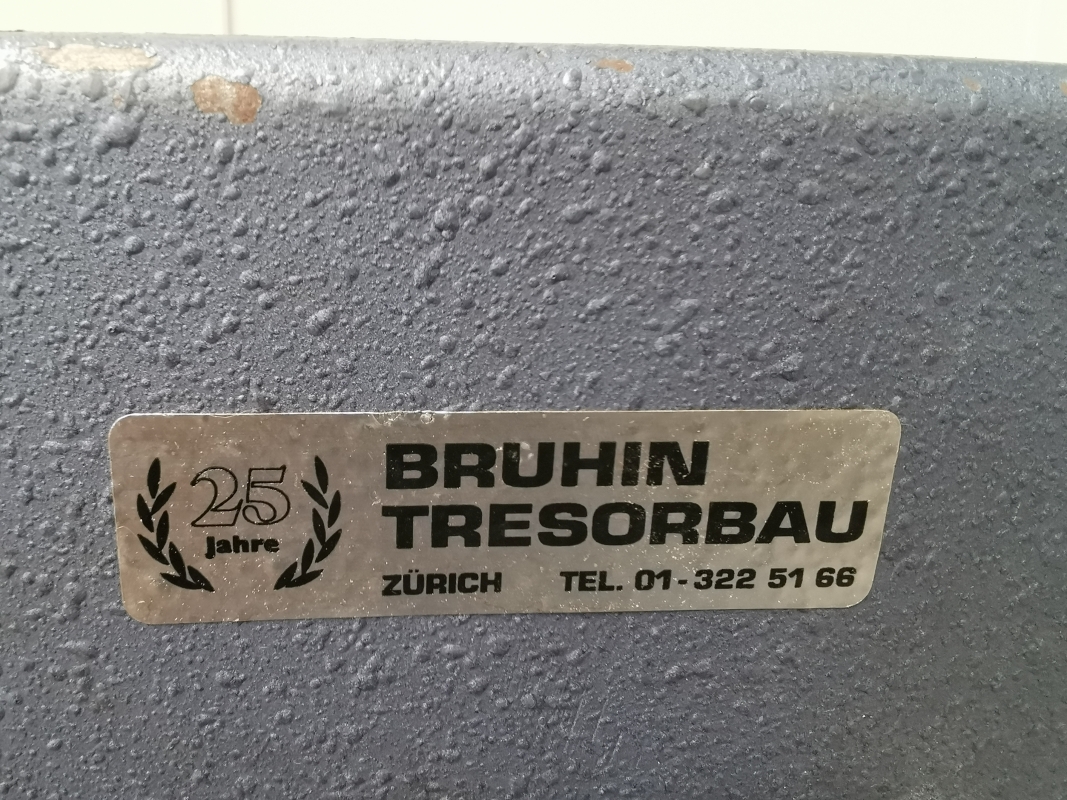 25
Jahre
BRUHIN
TRESORBAU
ZÜRICH TEL. 01-322 51 66